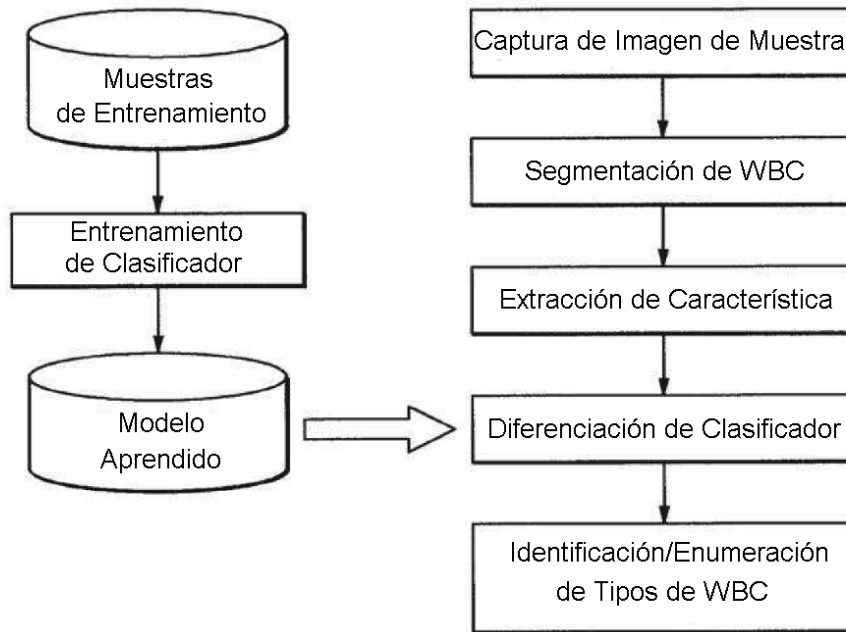 Muestras
de Entrenamiento
Entrenamiento
de Clasificador
Modelo
Aprendido
Captura de Imagen de Muestra
Segmentación de WBC
Extracción de Característica
Diferenciación de Clasificador
Identificación/Enumeración
de Tipos de WBC